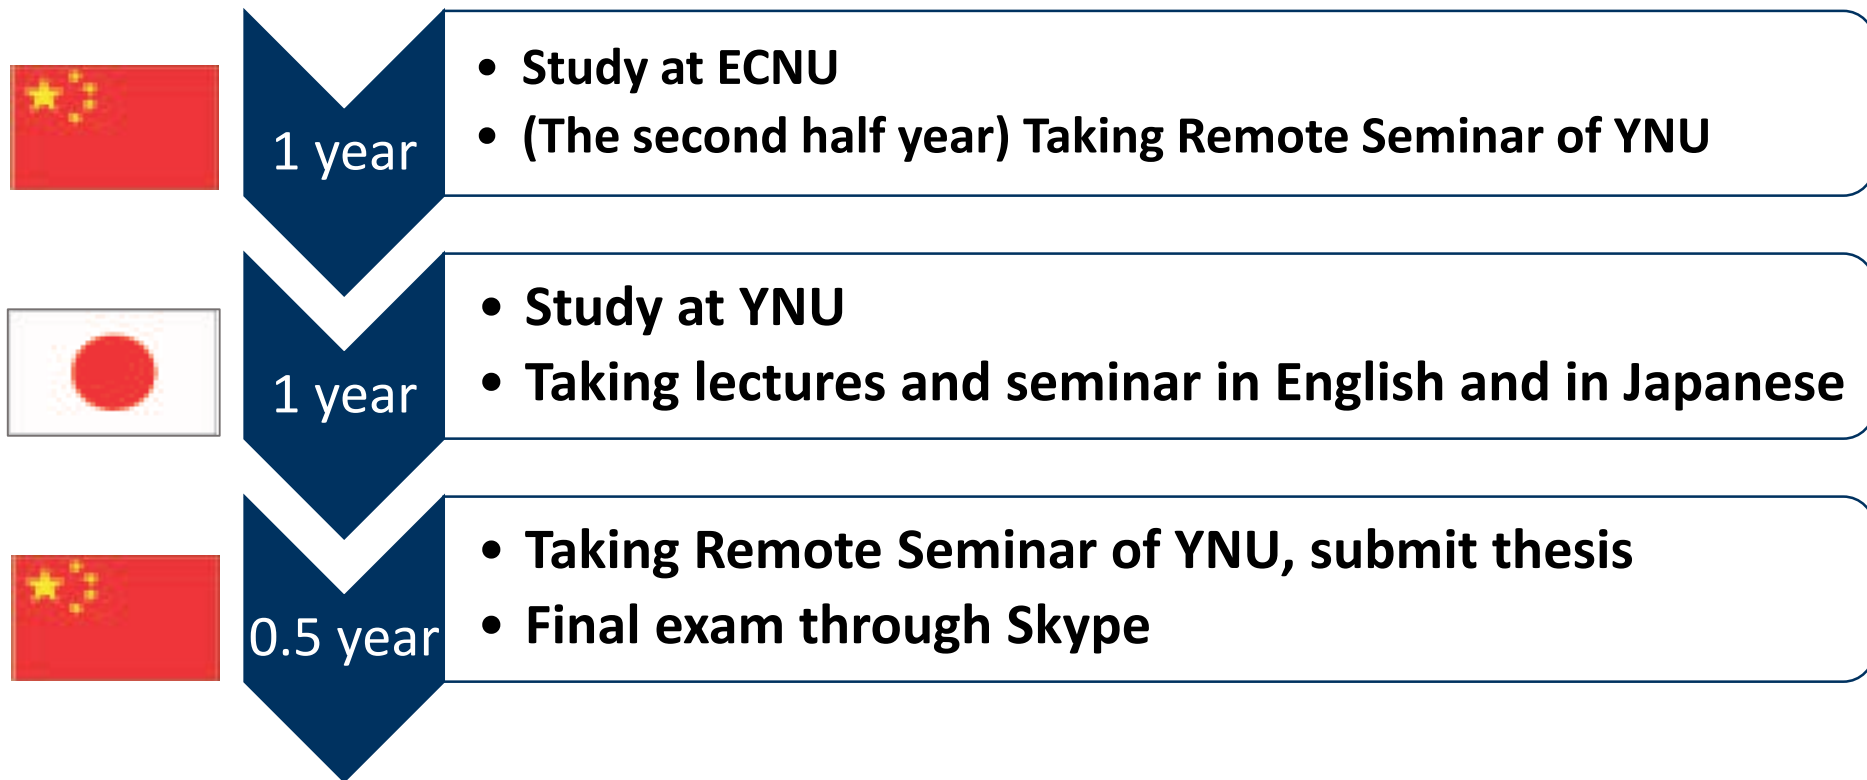 1 year
• Study at ECNU
• (The second half year) Taking Remote Seminar of YNU
1 year
• Study at YNU
• Taking lectures and seminar in English and in Japanese
0.5 year
• Taking Remote Seminar of YNU, submit thesis
• Final exam through Skype